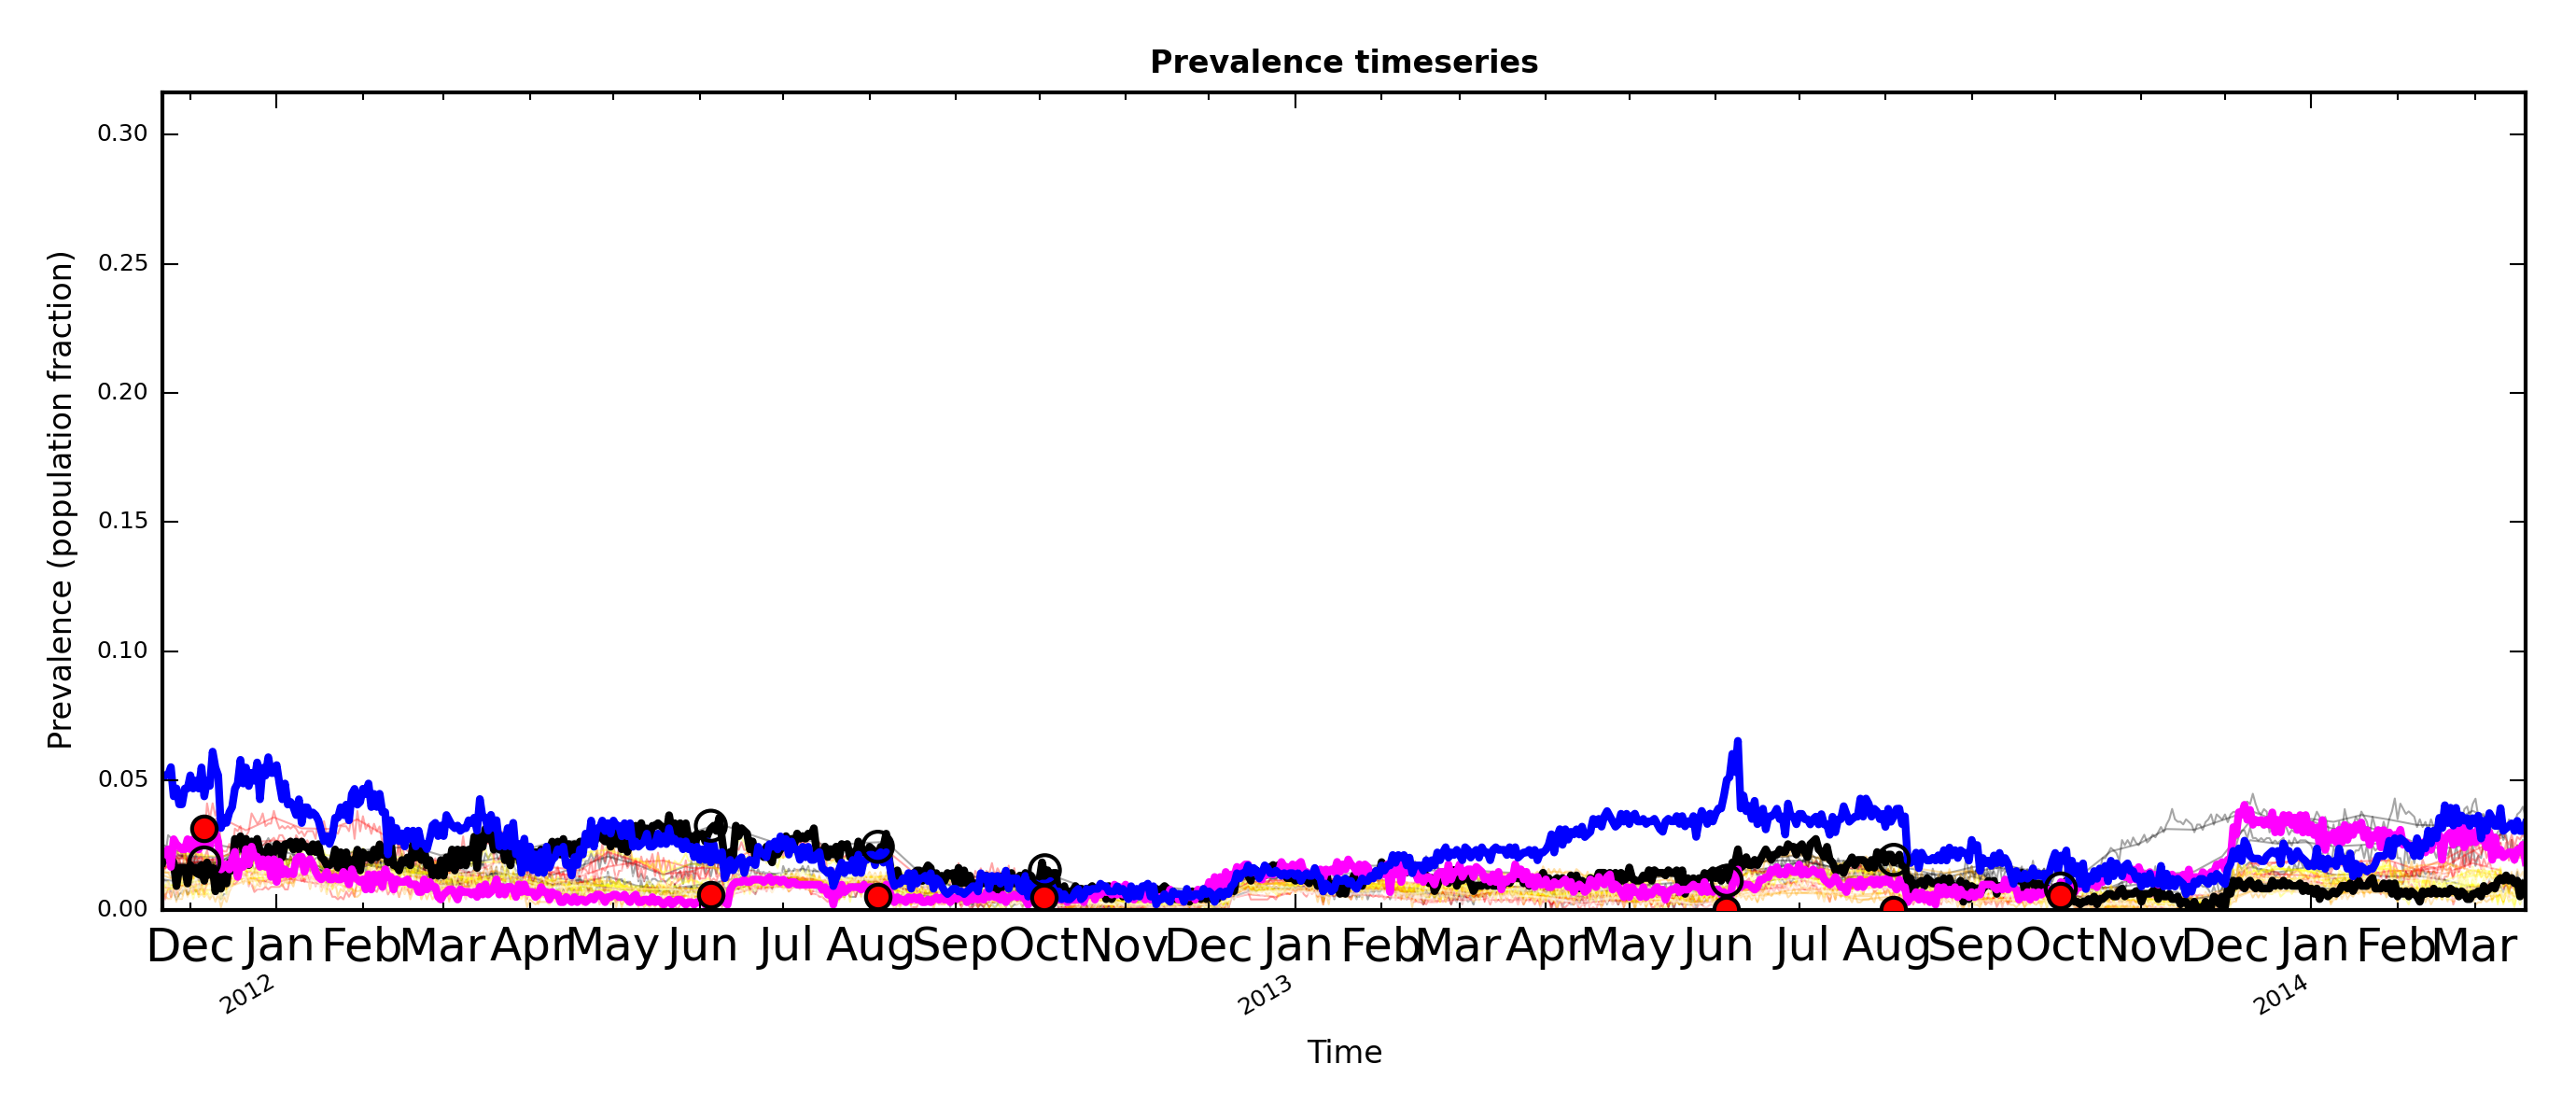 Prevalence timeseries
Prevalence (population fraction)
0.30
0.25
0.20
0.15
0.10
0.05
0.00
Dec Jan Feb Mar Apr May Jun Jul Aug Sep Oct Nov Dec Jan Feb Mar Apr May Jun Jul Aug Sep Oct Nov Dec Jan Feb Mar
2012 2013 2014
Time